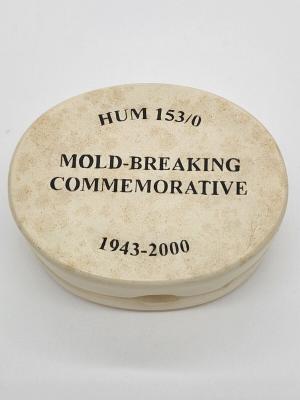 HUM 153/0
MOLD-BREAKING
COMMEMORATIVE
1943-2000